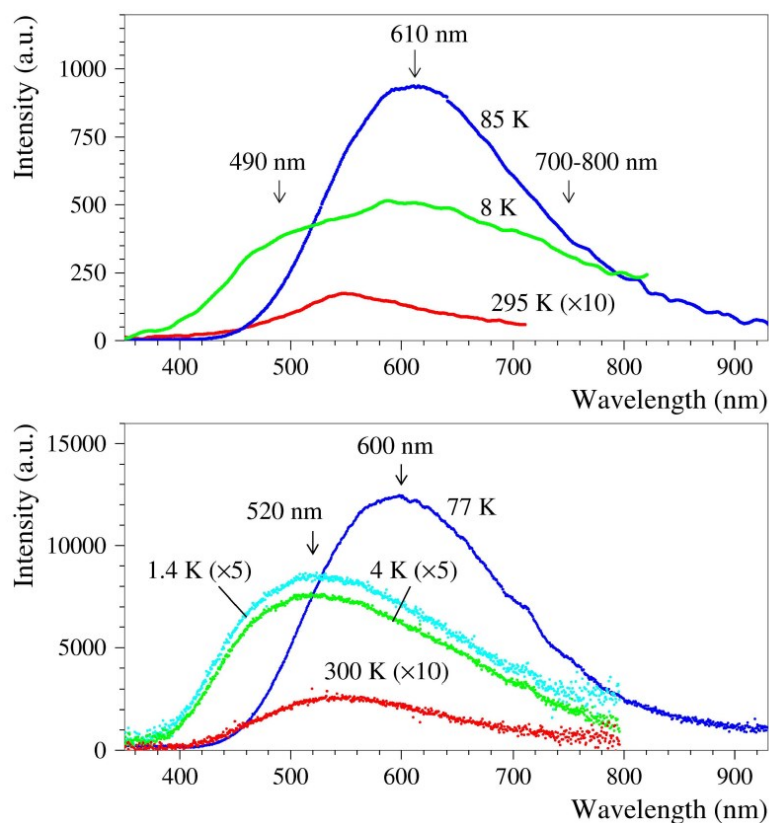 Intensity (a.u.)
610 nm
1000
85 K
750
490 nm
700-800 nm
500
8 K
250
295 K (×10)
0
400 500 600 700 800 900
Wavelength (nm)
Intensity (a.u.)
15000
600 nm
520 nm
77 K
10000
1.4 K (×5)
4 K (×5)
5000
300 K (×10)
0
400 500 600 700 800 900
Wavelength (nm)